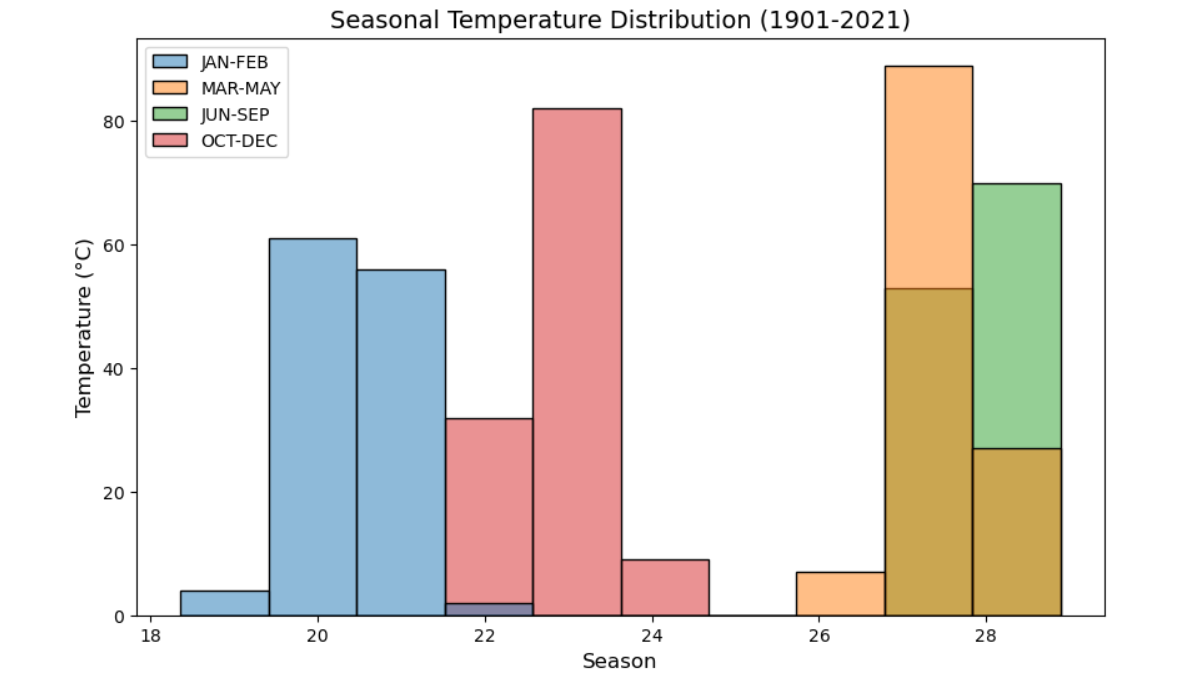 Seasonal Temperature Distribution (1901-2021)
JAN-FEB
MAR-MAY
JUN-SEP
OCT-DEC
Temperature (°C)
80
60
40
20
0
18 20 22 24 26 28
Season